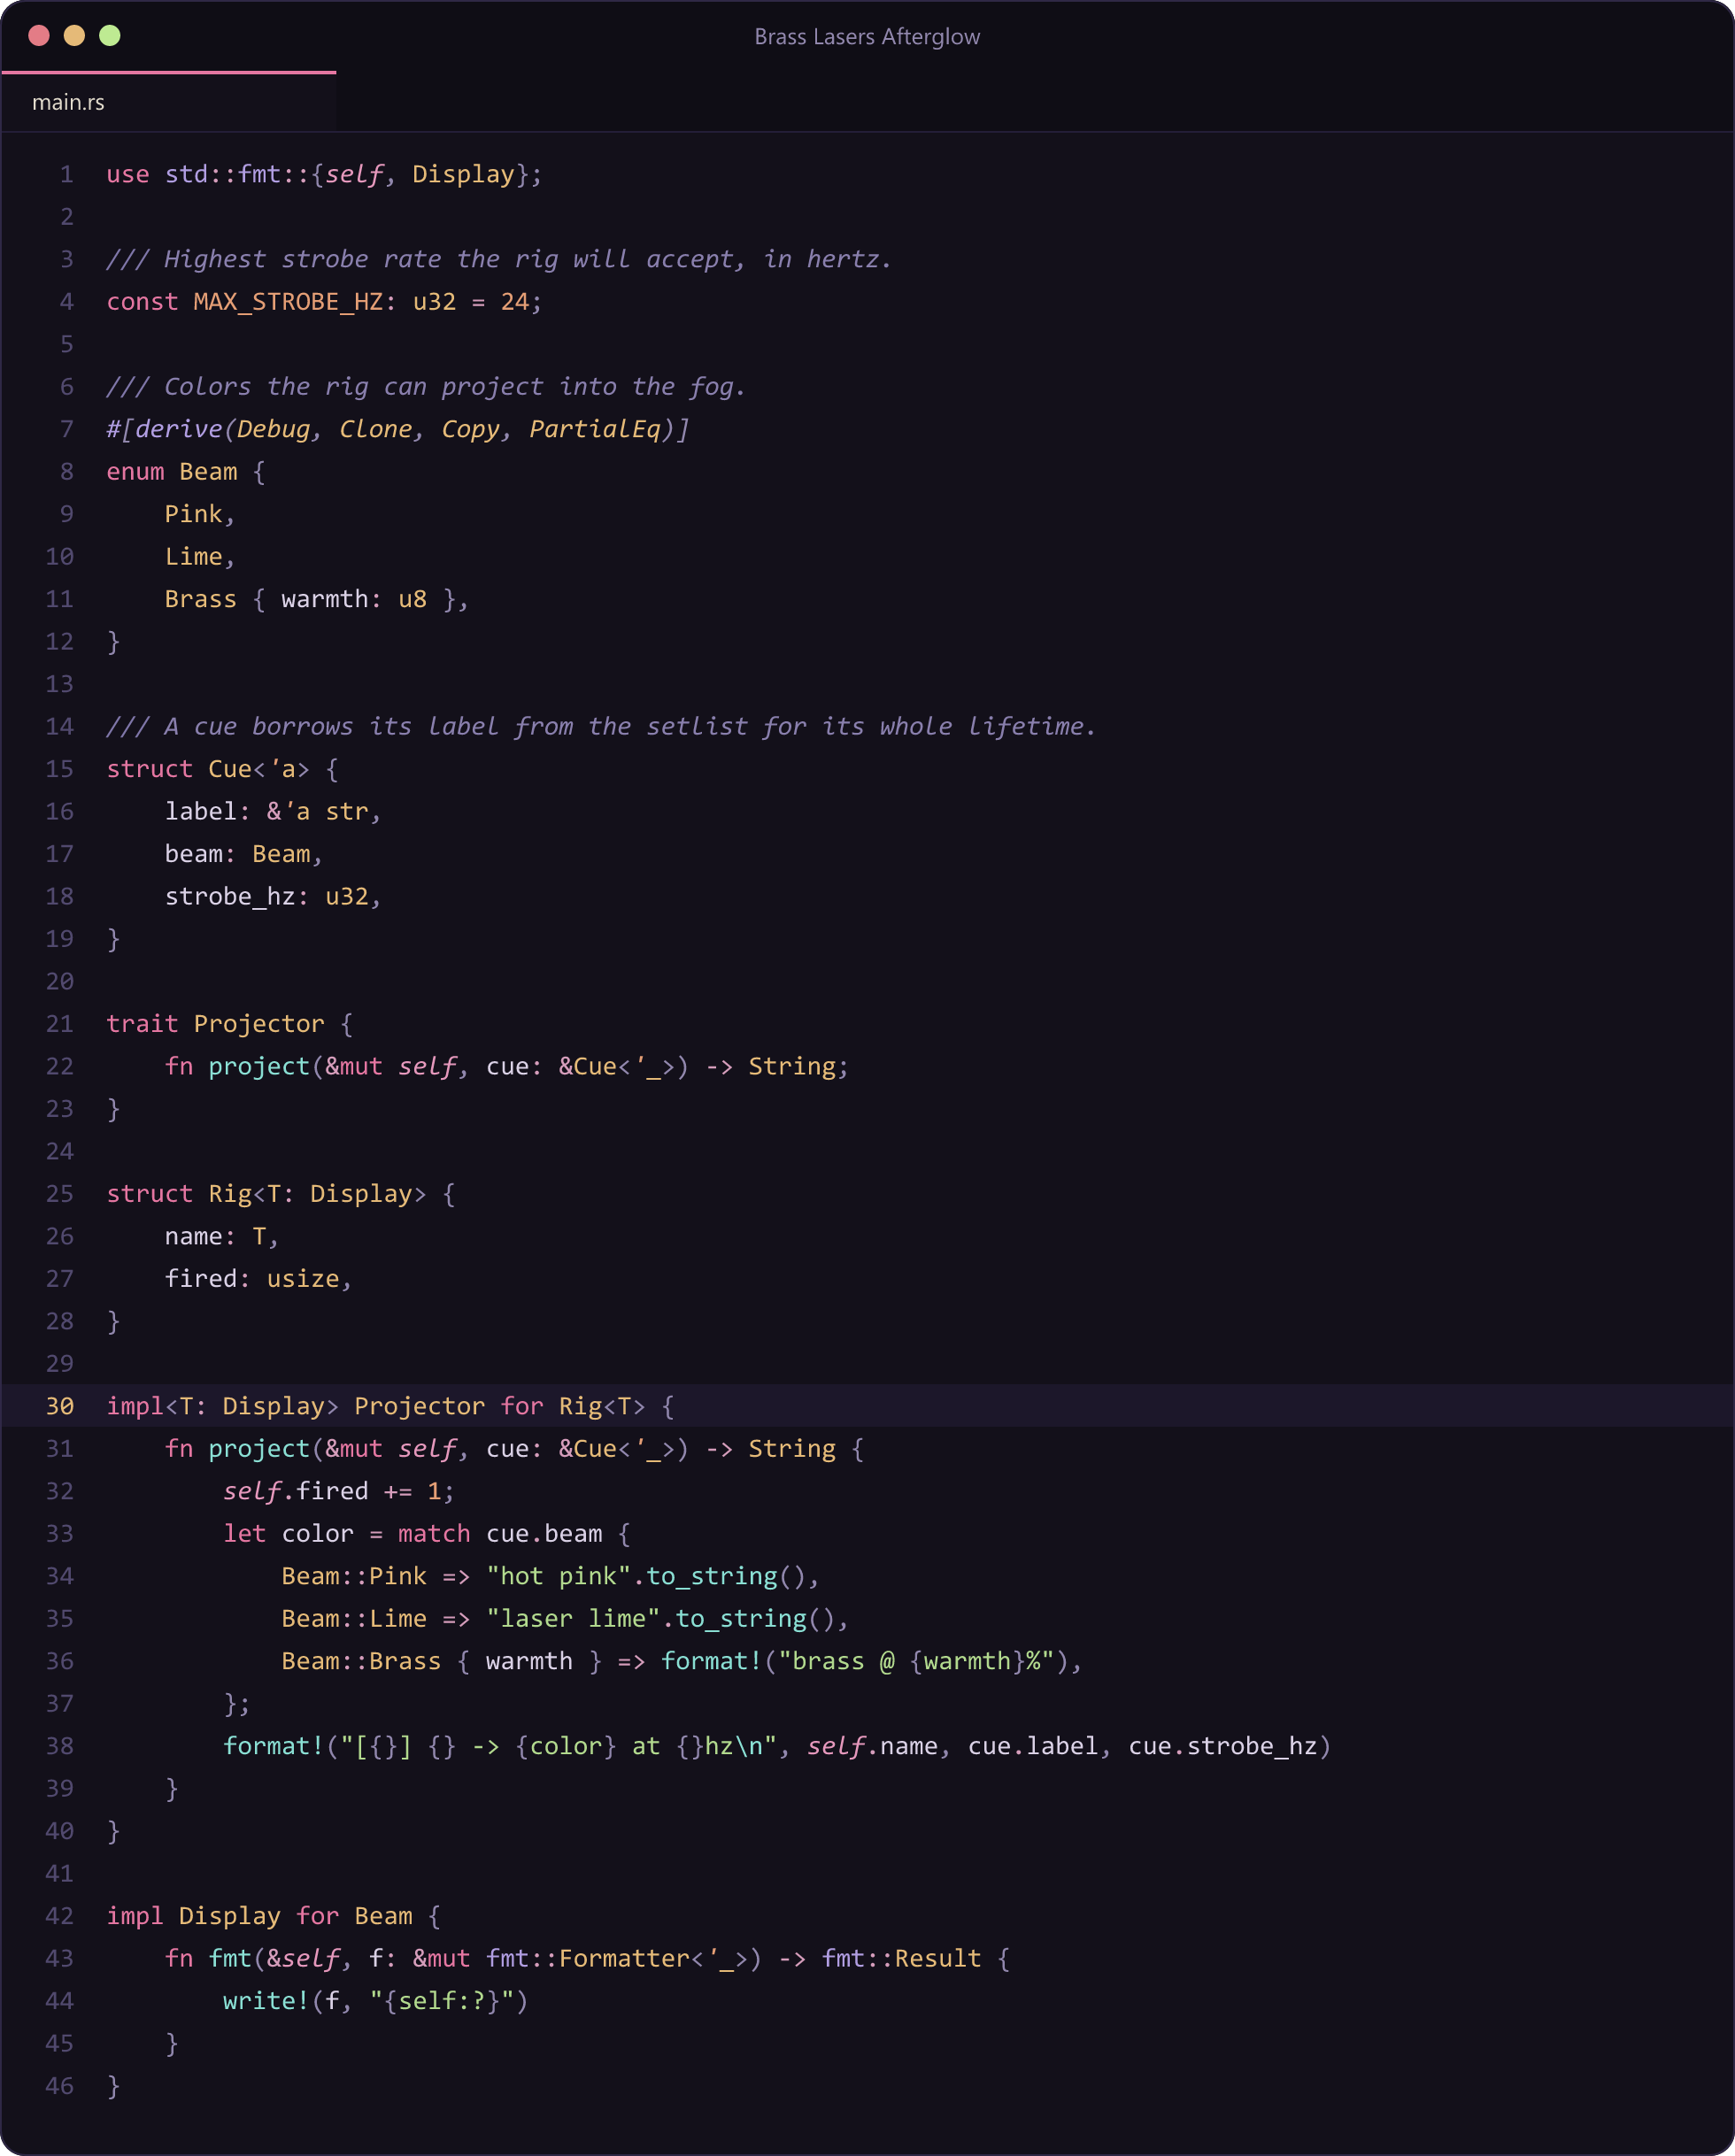 Brass Lasers Afterglow
main.rs
1 use std::fmt::{self, Display};
2
3 /// Highest strobe rate the rig will accept, in hertz.
4 const MAX_STROBE_HZ: u32 = 24;
5
6 /// Colors the rig can project into the fog.
7 #[derive(Debug, Clone, Copy, PartialEq)]
8 enum Beam {
9     Pink,
10     Lime,
11     Brass { warmth: u8 },
12 }
13
14 /// A cue borrows its label from the setlist for its whole lifetime.
15 struct Cue<'a> {
16     label: &'a str,
17     beam: Beam,
18     strobe_hz: u32,
19 }
20
21 trait Projector {
22     fn project(&mut self, cue: &Cue<'_>) -> String;
23 }
24
25 struct Rig<T: Display> {
26     name: T,
27     fired: usize,
28 }
29
30 impl<T: Display> Projector for Rig<T> {
31     fn project(&mut self, cue: &Cue<'_>) -> String {
32         self.fired += 1;
33         let color = match cue.beam {
34             Beam::Pink => "hot pink".to_string(),
35             Beam::Lime => "laser lime".to_string(),
36             Beam::Brass { warmth } => format!("brass @ {warmth}%"),
37         };
38         format!("[{}] {} -> {color} at {}hz\n", self.name, cue.label, cue.strobe_hz)
39     }
40 }
41
42 impl Display for Beam {
43     fn fmt(&self, f: &mut fmt::Formatter<'_>) -> fmt::Result {
44         write!(f, "{self:?}")
45     }
46 }